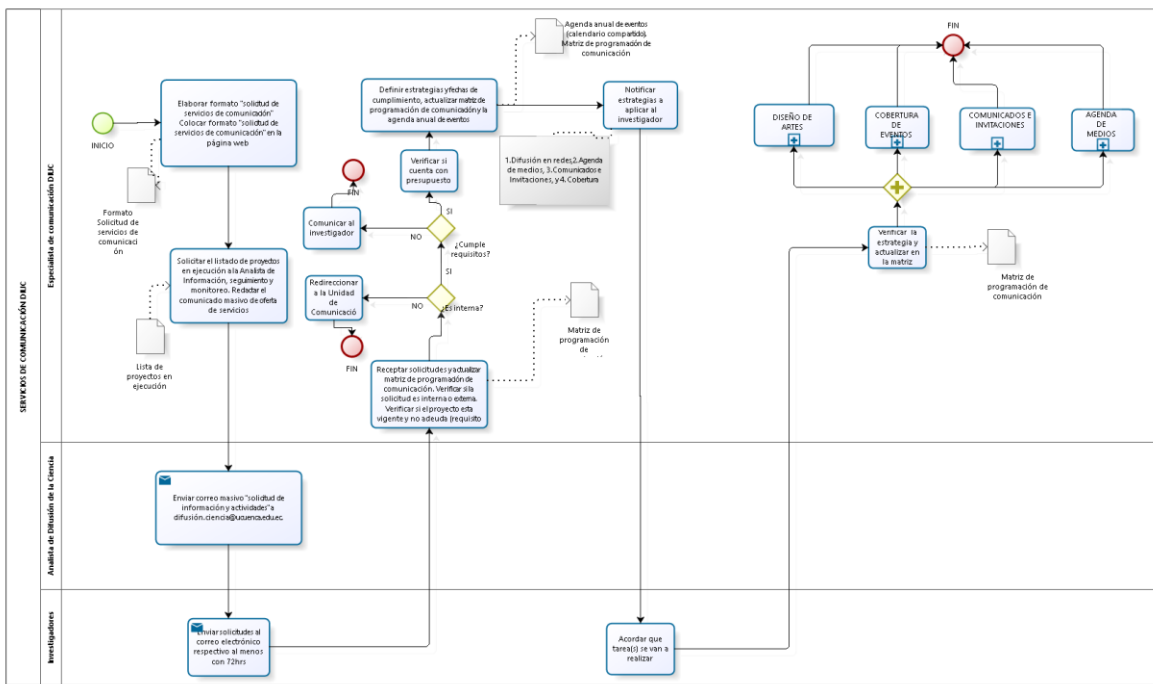 SERVICIOS DE COMUNICACIÓN DIUC
Especialista de comunicación DIUC
INICIO
Elaborar formato "solicitud de
servicios de comunicación"
Colocar formato "solicitud de
servicios de comunicación" en la
página web
Formato
Solicitud de
servicios de
comunicaci
ón
Solicitar el listado de proyectos
en ejecución a la Analista de
Información, seguimiento y
monitoreo. Redactar el
comunicado masivo de oferta
de servicios
Lista de
proyectos en
ejecución
Definir estrategias y fechas de
cumplimiento, actualizar matriz de
programación de comunicación y la
agenda anual de eventos
Agenda anual de eventos
(calendario compartido).
Matriz de programación de
comunicación
Verificar si
cuenta con
presupuesto
FIN
Comunicar al
investigador
SI
NO
¿Cumple
requisitos?
SI
Redireccionar
a la Unidad de
Comunicació
NO
¿Es interna?
FIN
Receptar solicitudes y actualizar
matriz de programación de
comunicación. Verificar si la
solicitud es interna o externa.
Verificar si el proyecto esta
vigente y no adeuda (requisito
Matriz de
programación
de
Notificar
estrategias a
aplicar al
investigador
1.Difusión en redes,2.Agenda
de medios, 3.Comunicados e
Invitaciones, y 4. Cobertura
FIN
DISEÑO DE
ARTES
COBERTURA
DE
EVENTOS
COMUNICADOS E
INVITACIONES
AGENDA
DE
MEDIOS
Verificar la
estrategia y
actualizar en
la matriz
Matriz de
programación de
comunicación
Analista de Difusión de la Ciencia
Enviar correo masivo "solicitud de
información y actividades" a
difusión.ciencia@ucuenca.edu.ec.
Investigadores
Enviar solicitudes al
correo electrónico
respectivo al menos
con 72hrs
Acordar que
tarea(s) se van a
realizar